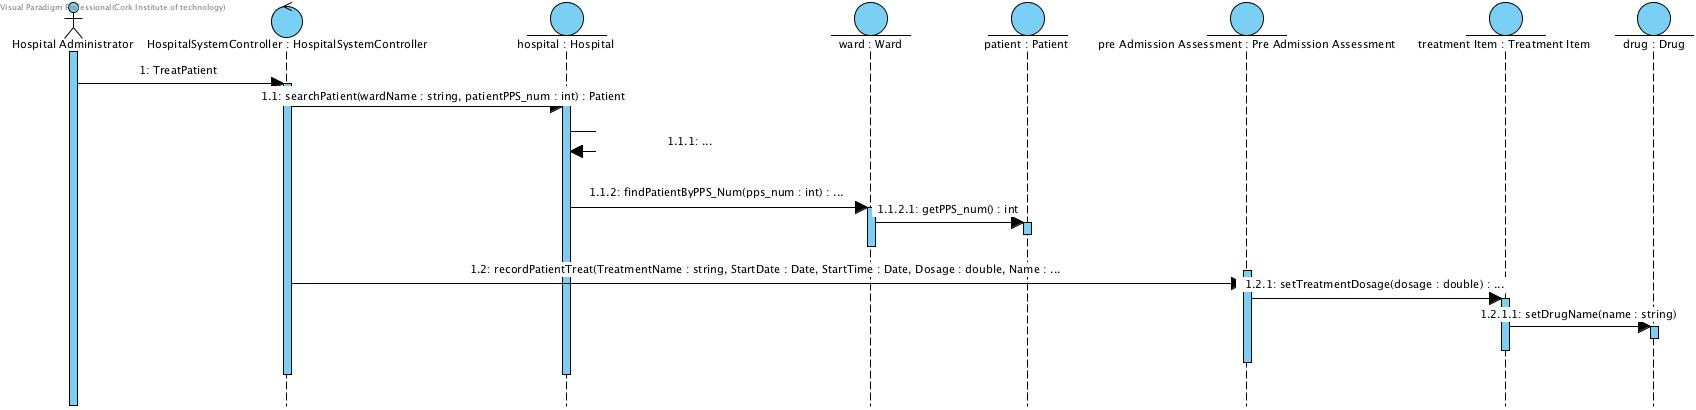 Visual Paradigm Professional(Cork Institute of technology)
Hospital Administrator
HospitalSystemController : HospitalSystemController
hospital : Hospital
ward : Ward
patient : Patient
pre Admission Assessment : Pre Admission Assessment
treatment Item : Treatment Item
drug : Drug
1: TreatPatient
1.1: searchPatient(wardName : string, patientPPS_num : int) : Patient
1.1.1: ...
1.1.2: findPatientByPPS_Num(pps_num : int) : ...
1.1.2.1: getPPS_num() : int
1.2: recordPatientTreat(TreatmentName : string, StartDate : Date, StartTime : Date, Dosage : double, Name : ...
1.2.1: setTreatmentDosage(dosage : double) : ...
1.2.1.1: setDrugName(name : string)